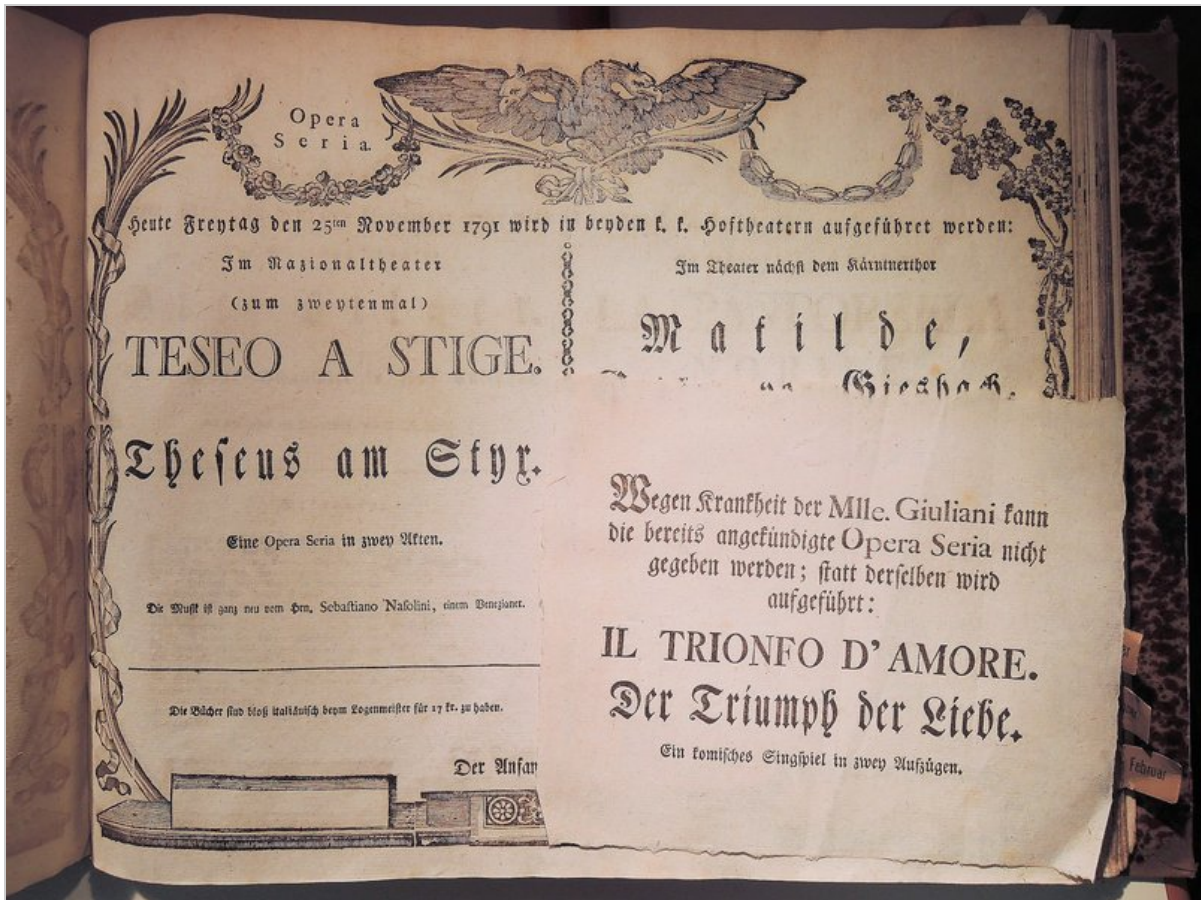 Opera
Seria.
Heute Freytag den 25ten November 1791 wird in beyden k. k. Hoftheatern aufgeführet werden:
Im Nazionaltheater
(zum zweytenmal)
TESEO A STIGE.
Theseus am Styx.
Eine Opera Seria in zwey Akten.
Die Musik ist ganz neu vom Hrn. Sebastiano Nasolini, einem Venezianer.
Die Bücher sind bloß italiänisch beym Logenmeister für 17 kr. zu haben.
Der Anfan
Im Theater nächst dem Kärntnerthor
Matilde,
Giesbach.
Wegen Krankheit der Mlle. Giuliani kann
die bereits angekündigte Opera Seria nicht
gegeben werden; statt derselben wird
aufgeführt:
IL TRIONFO D' AMORE.
Der Triumph der Liebe.
Ein komisches Singspiel in zwey Aufzügen.
Februar